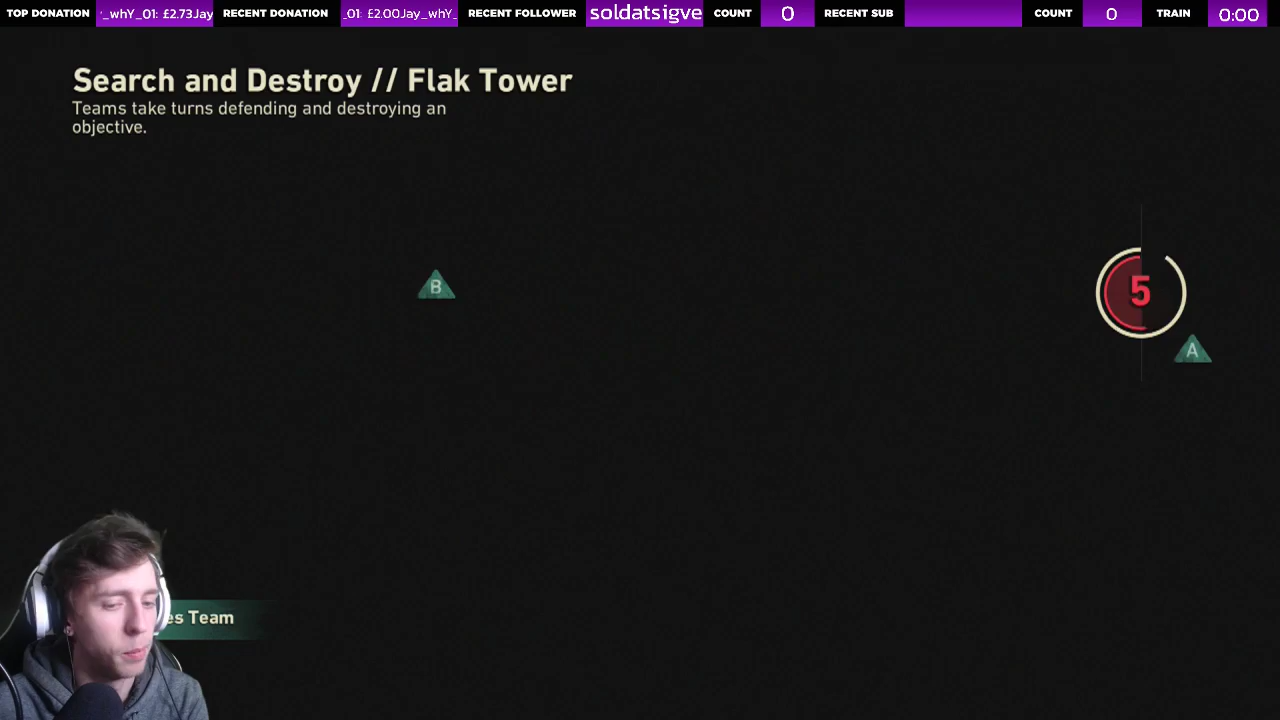 TOP DONATION _whY_01: £2.73Jay RECENT DONATION _01: £2.00Jay_whY_ RECENT FOLLOWER soldatsigve COUNT 0 RECENT SUB COUNT 0 TRAIN 0:00
Search and Destroy // Flak Tower
Teams take turns defending and destroying an
objective.
B
5
A
es Team